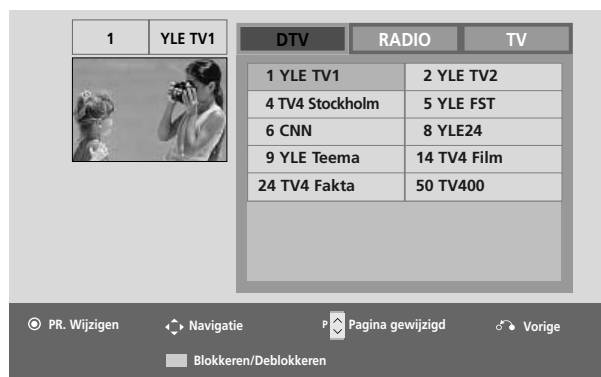 1 YLE TV1
DTV RADIO TV
1 YLE TV1 2 YLE TV2
4 TV4 Stockholm 5 YLE FST
6 CNN 8 YLE24
9 YLE Teema 14 TV4 Film
24 TV4 Fakta 50 TV400
PR. Wijzigen Navigatie P Pagina gewijzigd Vorige
Blokkeren/Deblokkeren